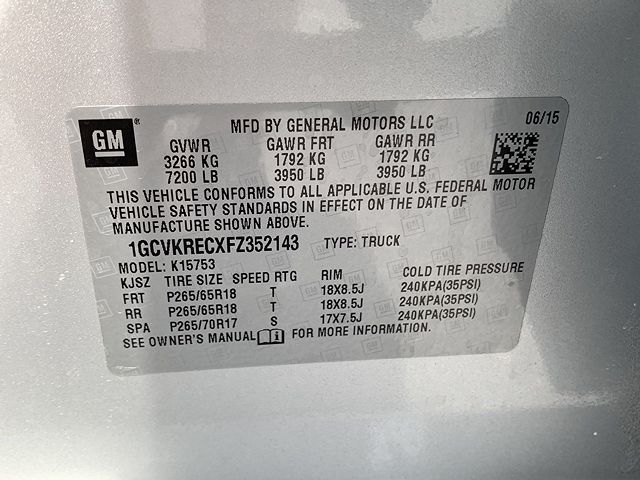 GM
®
MFD BY GENERAL MOTORS LLC 06/15
GVWR GAWR FRT GAWR RR
3266 KG 1792 KG 1792 KG
7200 LB 3950 LB 3950 LB
THIS VEHICLE CONFORMS TO ALL APPLICABLE U.S. FEDERAL MOTOR
VEHICLE SAFETY STANDARDS IN EFFECT ON THE DATE OF
MANUFACTURE SHOWN ABOVE.
1GCVKRECXFZ352143 TYPE: TRUCK
MODEL: K15753
KJSZ TIRE SIZE SPEED RTG RIM COLD TIRE PRESSURE
FRT P265/65R18 T 18X8.5J 240KPA(35PSI)
RR P265/65R18 T 18X8.5J 240KPA(35PSI)
SPA P265/70R17 S 17X7.5J 240KPA(35PSI)
SEE OWNER'S MANUAL FOR MORE INFORMATION.